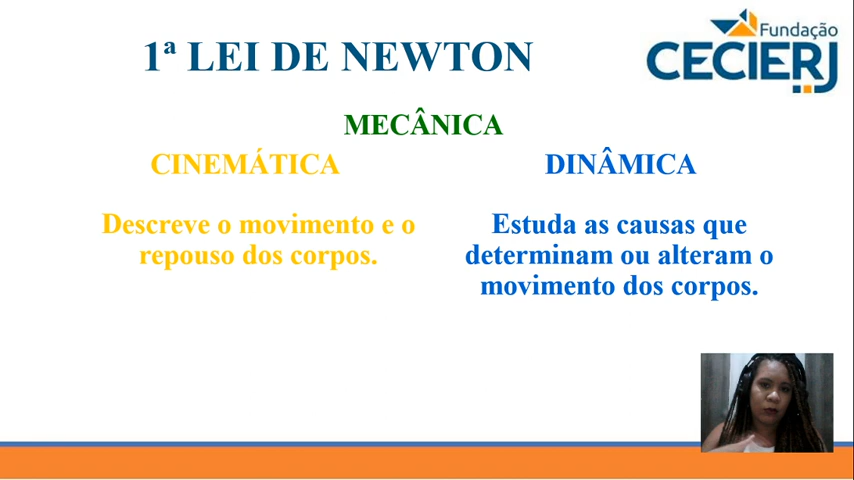 1ª LEI DE NEWTON
Fundação
CECIERJ
MECÂNICA
CINEMÁTICA
DINÂMICA
Descreve o movimento e o
repouso dos corpos.
Estuda as causas que
determinam ou alteram o
movimento dos corpos.